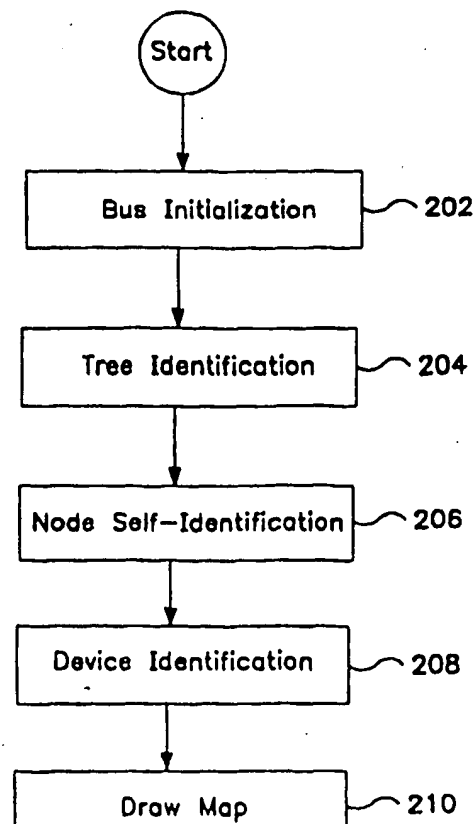 Start
Bus Initialization 202
Tree Identification 204
Node Self-Identification 206
Device Identification 208
Draw Map 210